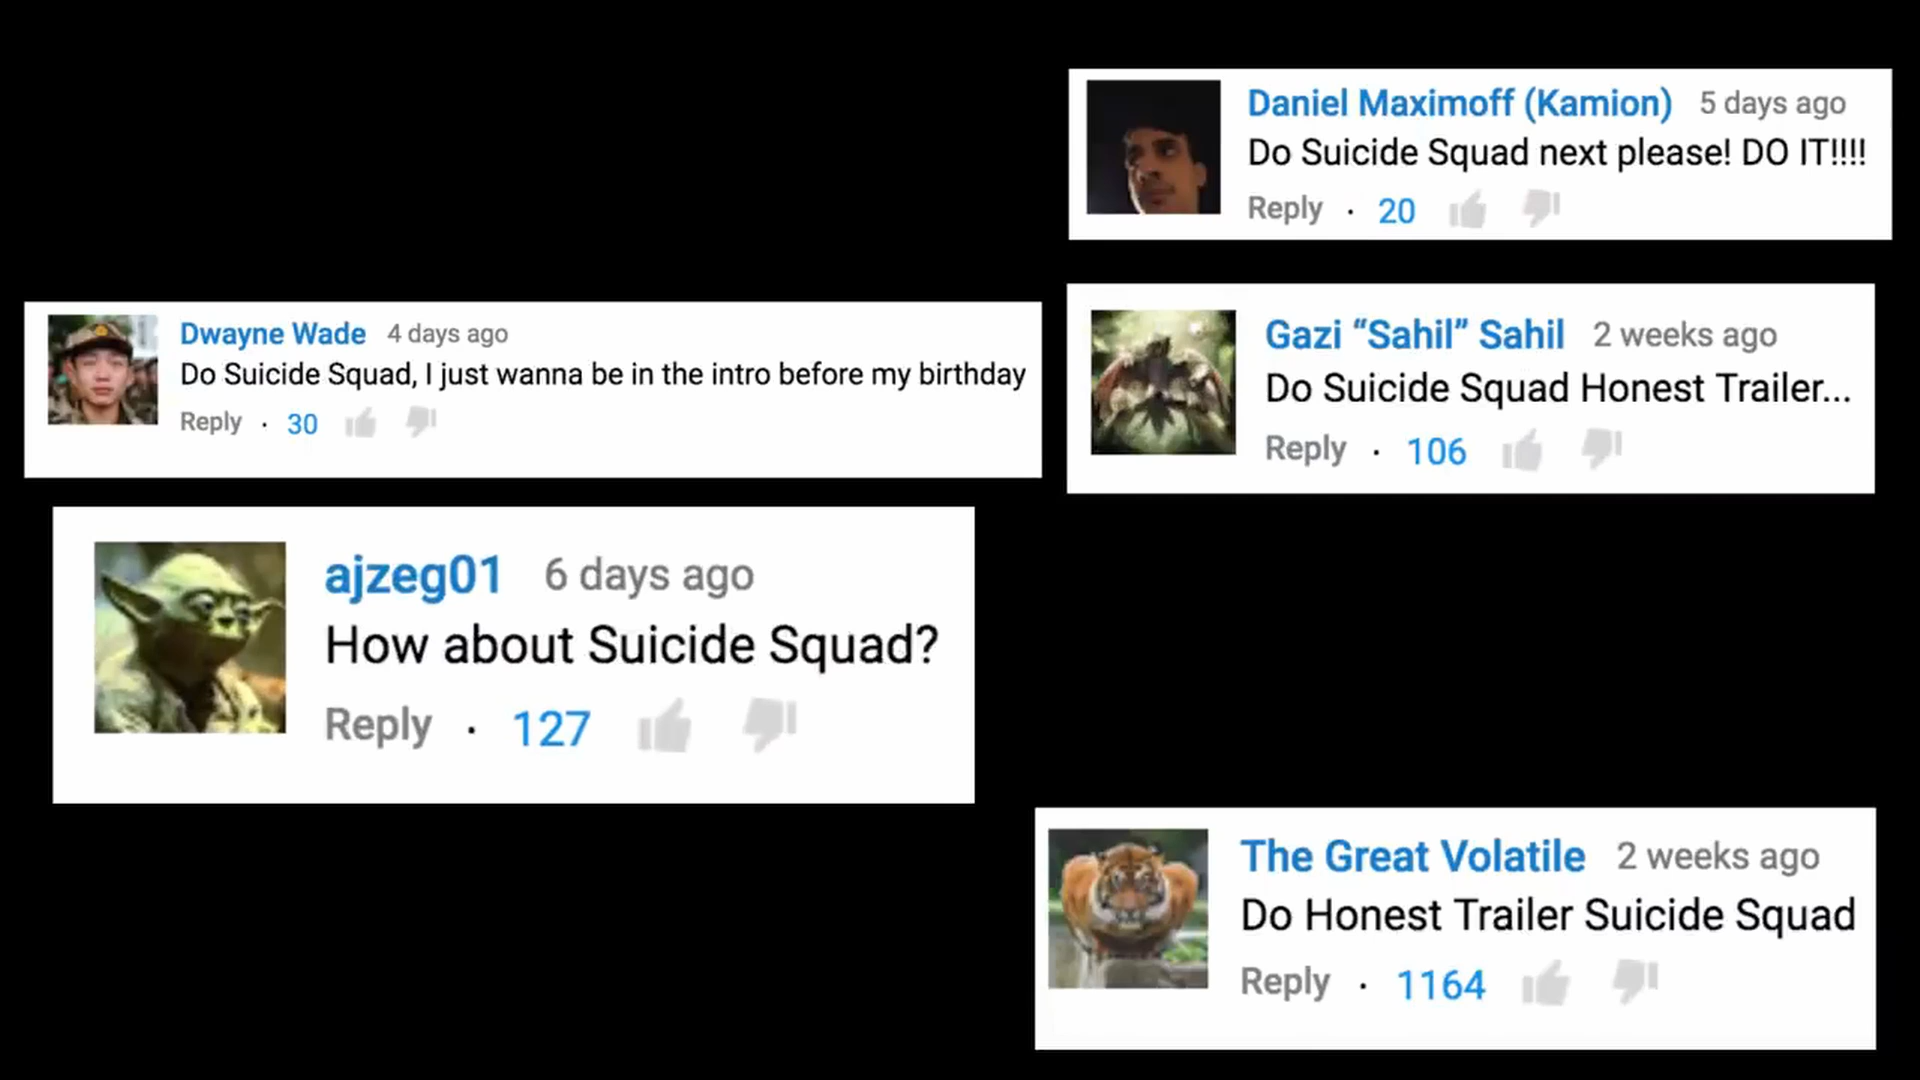 Daniel Maximoff (Kamion) 5 days ago
Do Suicide Squad next please! DO IT!!!!
Reply · 20
Dwayne Wade 4 days ago
Do Suicide Squad, I just wanna be in the intro before my birthday
Reply · 30
Gazi “Sahil” Sahil 2 weeks ago
Do Suicide Squad Honest Trailer...
Reply · 106
ajzeg01 6 days ago
How about Suicide Squad?
Reply · 127
The Great Volatile 2 weeks ago
Do Honest Trailer Suicide Squad
Reply · 1164